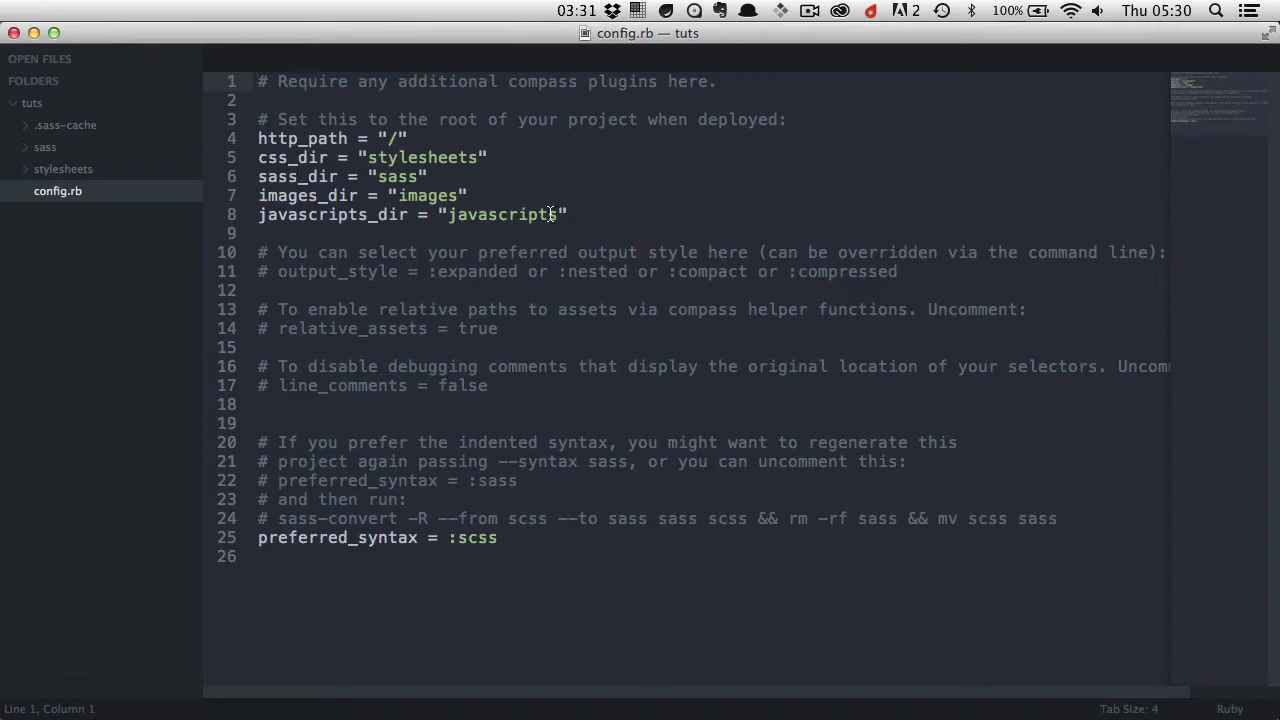 03:31
2
100%
Thu 05:30
config.rb — tuts
OPEN FILES
FOLDERS
tuts
.sass-cache
sass
stylesheets
config.rb
1 # Require any additional compass plugins here.
2
3 # Set this to the root of your project when deployed:
4 http_path = "/"
5 css_dir = "stylesheets"
6 sass_dir = "sass"
7 images_dir = "images"
8 javascripts_dir = "javascripts"
9
10 # You can select your preferred output style here (can be overridden via the command line):
11 # output_style = :expanded or :nested or :compact or :compressed
12
13 # To enable relative paths to assets via compass helper functions. Uncomment:
14 # relative_assets = true
15
16 # To disable debugging comments that display the original location of your selectors. Uncom
17 # line_comments = false
18
19
20 # If you prefer the indented syntax, you might want to regenerate this
21 # project again passing --syntax sass, or you can uncomment this:
22 # preferred_syntax = :sass
23 # and then run:
24 # sass-convert -R --from scss --to sass sass scss && rm -rf sass && mv scss sass
25 preferred_syntax = :scss
26
Line 1, Column 1
Tab Size: 4
Ruby